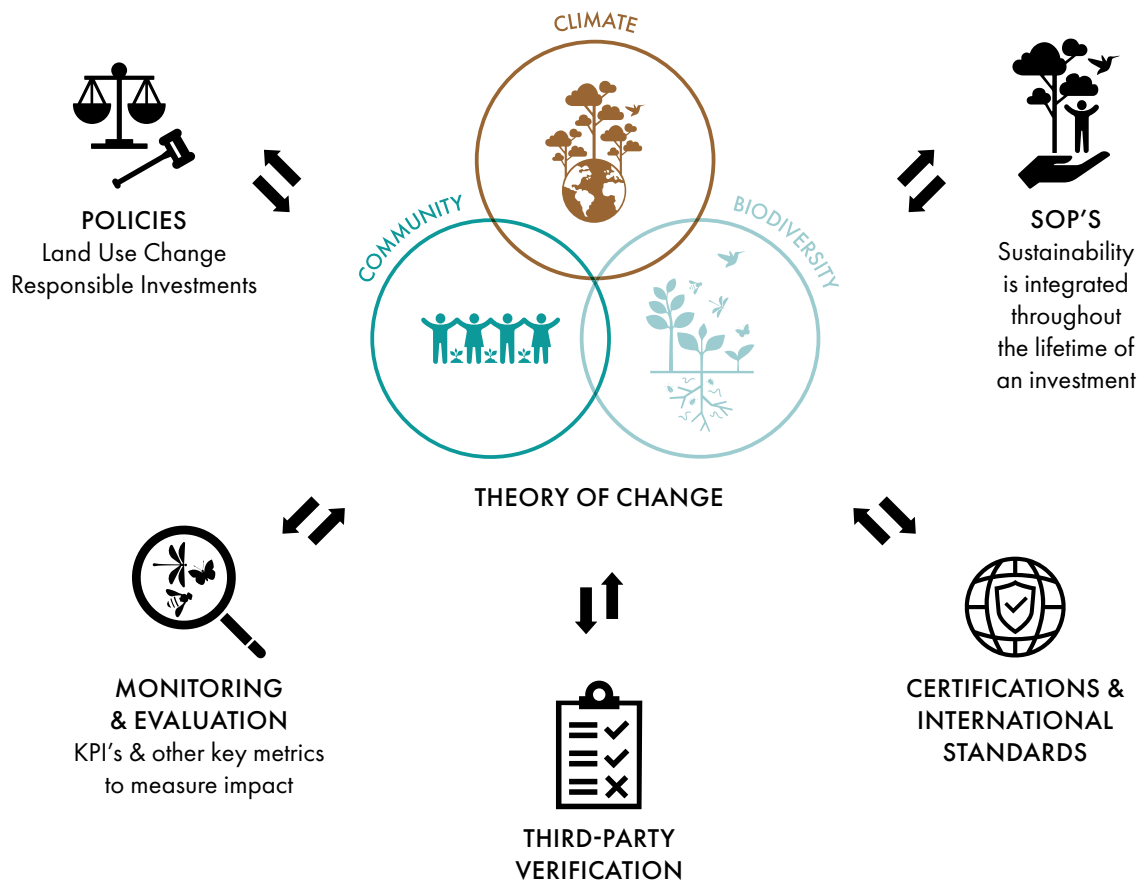 CLIMATE
COMMUNITY
BIODIVERSITY
THEORY OF CHANGE
POLICIES
Land Use Change
Responsible Investments
SOP'S
Sustainability
is integrated
throughout
the lifetime of
an investment
MONITORING
& EVALUATION
KPI's & other key metrics
to measure impact
THIRD-PARTY
VERIFICATION
CERTIFICATIONS &
INTERNATIONAL
STANDARDS